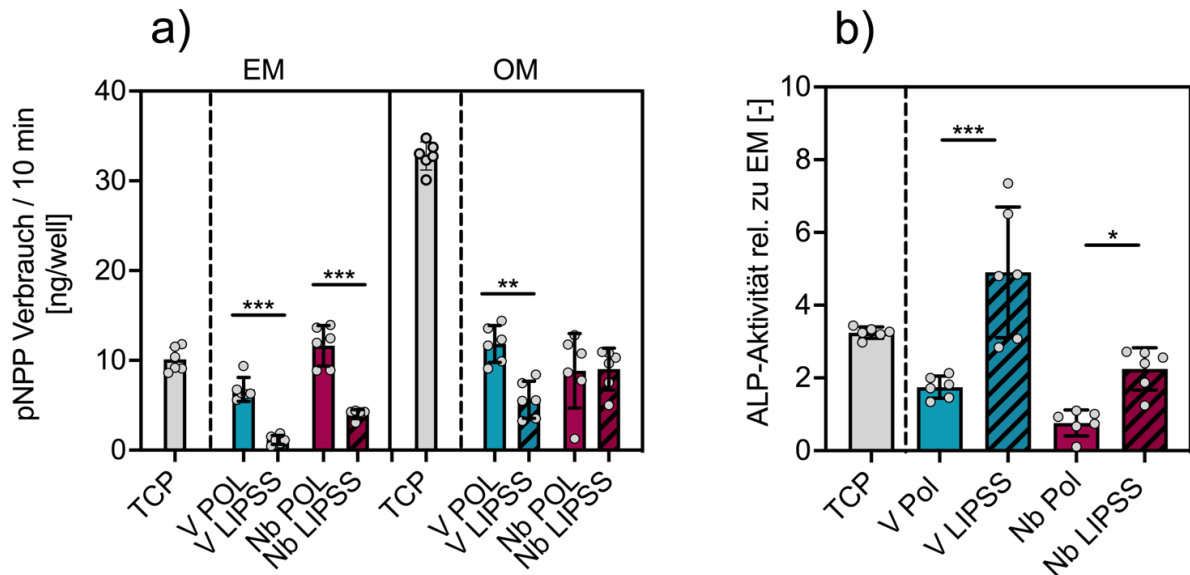 a)
EM OM
pNPP Verbrauch / 10 min
[ng/well]
40
30
20
10
0
*** *** **
TCP V POL V LIPSS Nb POL Nb LIPSS TCP V POL V LIPSS Nb POL Nb LIPSS
b)
ALP-Aktivität rel. zu EM [-]
10
8
6
4
2
0
*** *
TCP V Pol V LIPSS Nb Pol Nb LIPSS